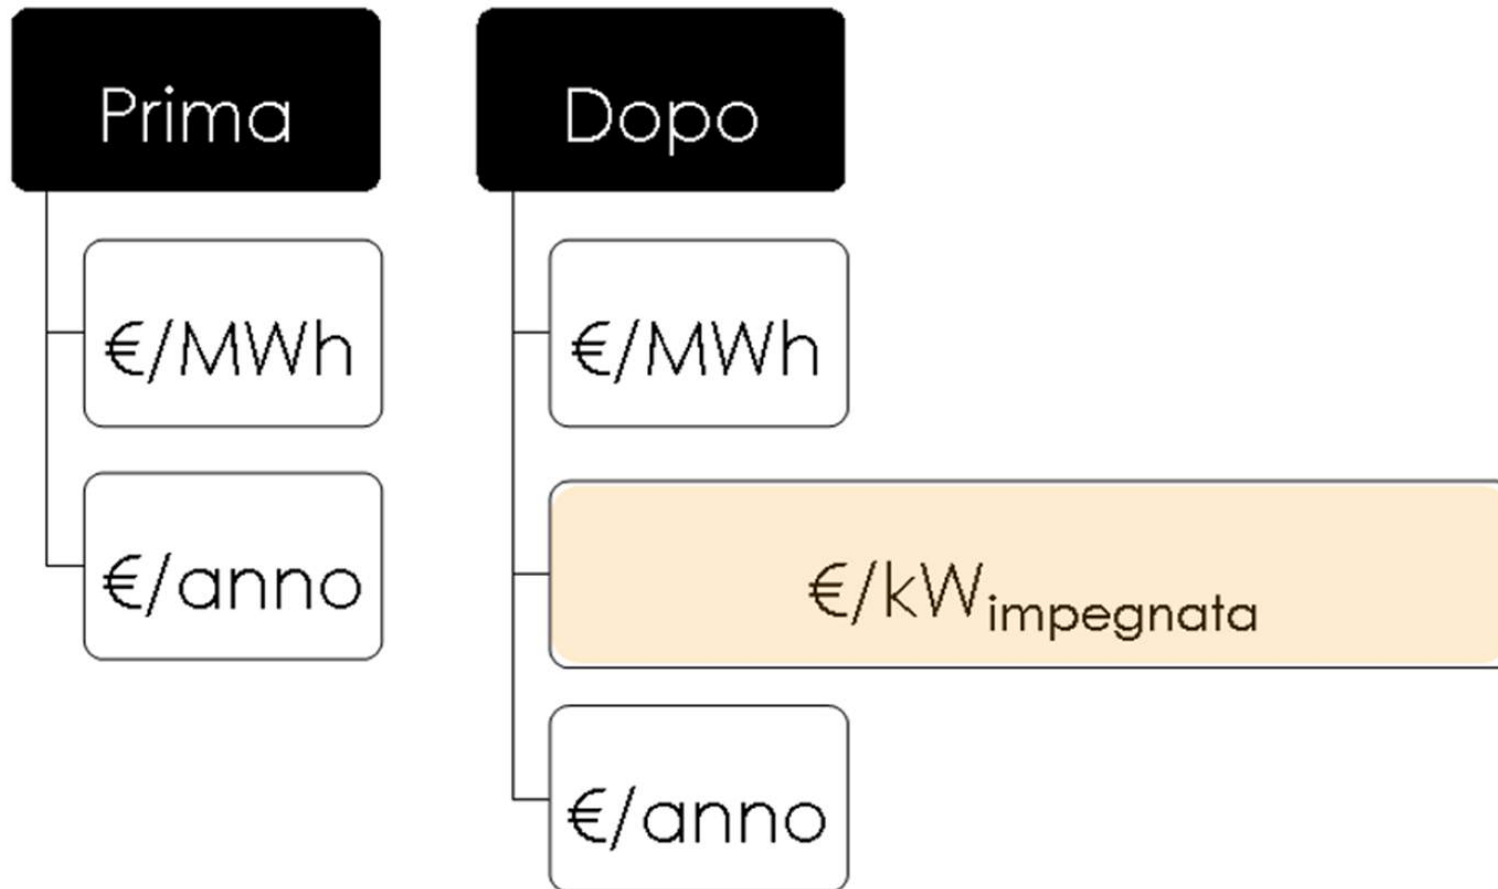 Prima
€/MWh
€/anno
Dopo
€/MWh
€/kWimpegnata
€/anno